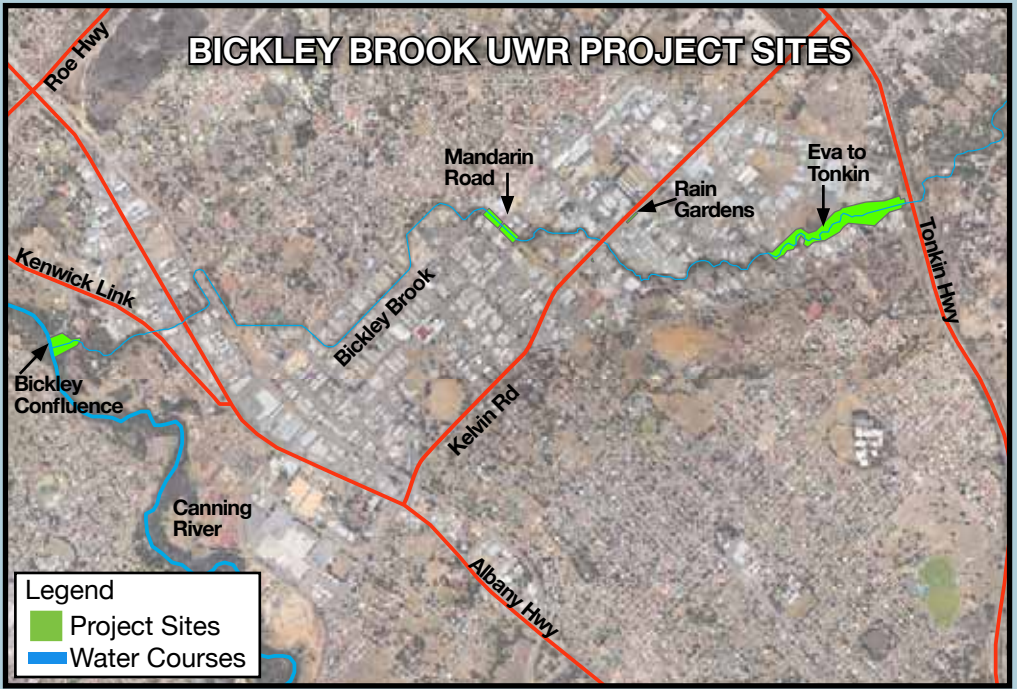 BICKLEY BROOK UWR PROJECT SITES
Roe Hwy
Mandarin
Road
Eva to
Tonkin
Rain
Gardens
Tonkin Hwy
Kenwick Link
Bickley Brook
Bickley
Confluence
Kelvin Rd
Canning
River
Albany Hwy
Legend
Project Sites
Water Courses